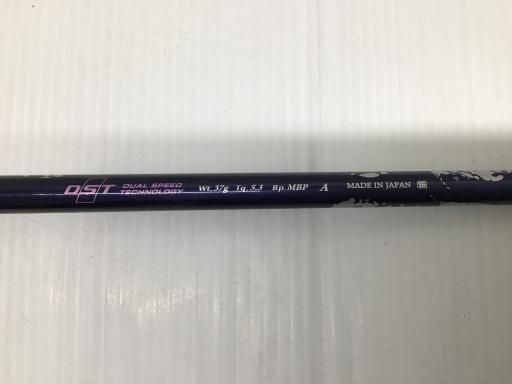 DST DUAL SPEED TECHNOLOGY Wt.37g Tq.5.3 Bp.MBP A MADE IN JAPAN